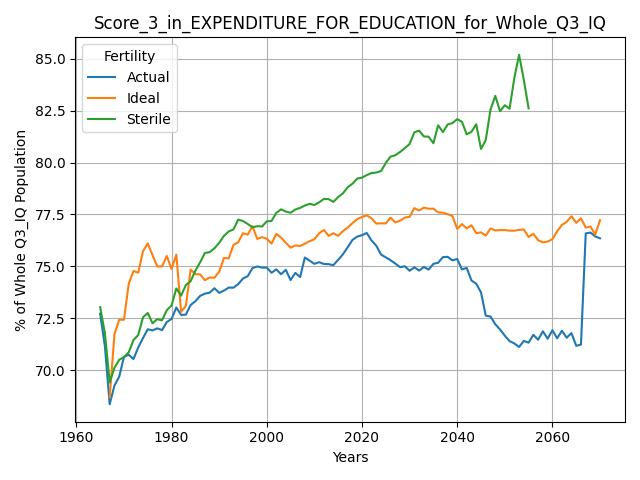 Score_3_in_EXPENDITURE_FOR_EDUCATION_for_Whole_Q3_IQ
Fertility
Actual
Ideal
Sterile
% of Whole Q3_IQ Population
85.0
82.5
80.0
77.5
75.0
72.5
70.0
1960
1980
2000
2020
2040
2060
Years